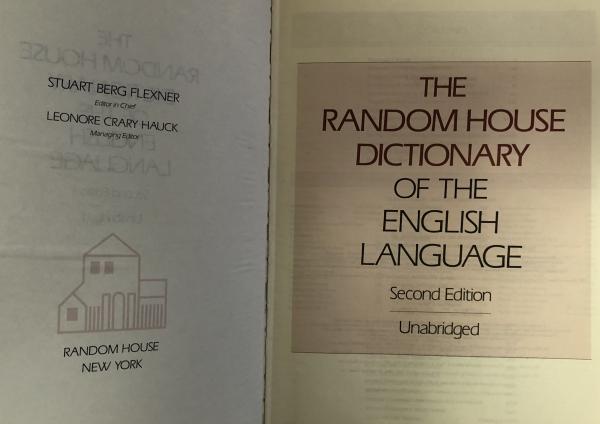 STUART BERG FLEXNER
Editor in Chief
LEONORE CRARY HAUCK
Managing Editor
RANDOM HOUSE
NEW YORK
THE
RANDOM HOUSE
DICTIONARY
OF THE
ENGLISH
LANGUAGE
Second Edition
Unabridged